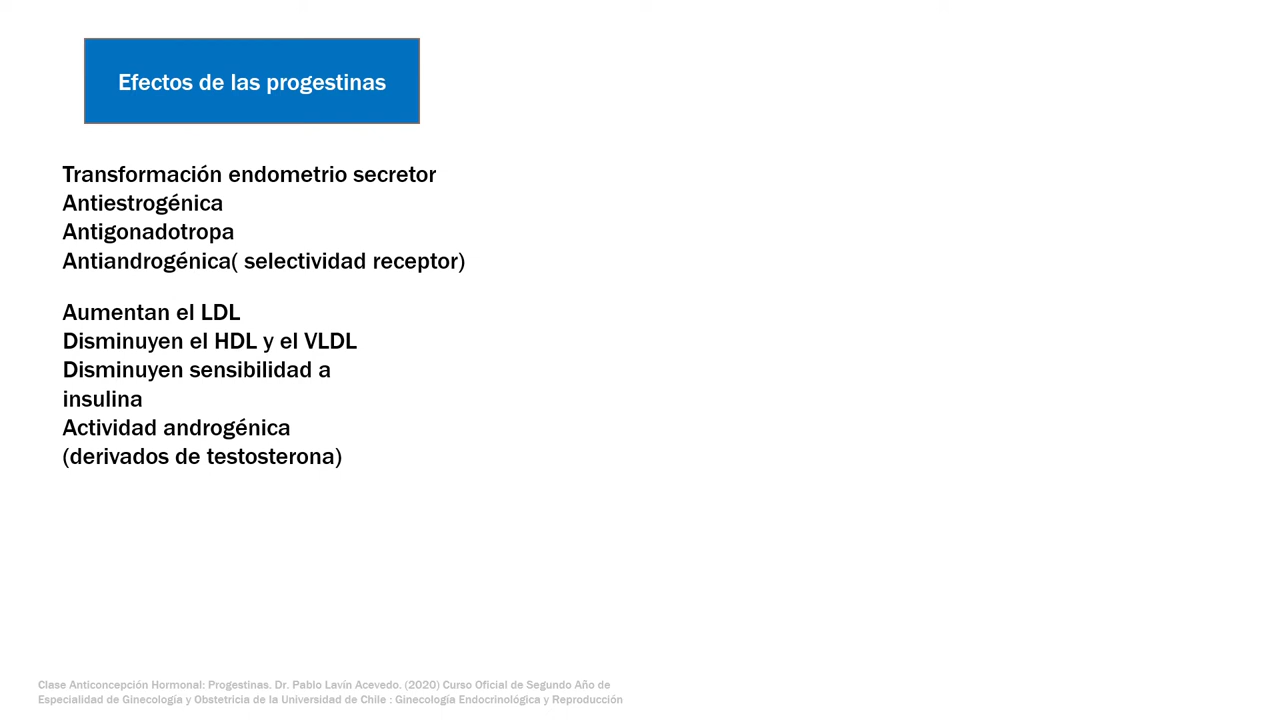 Efectos de las progestinas
Transformación endometrio secretor
Antiestrogénica
Antigonadotropa
Antiandrogénica( selectividad receptor)
Aumentan el LDL
Disminuyen el HDL y el VLDL
Disminuyen sensibilidad a
insulina
Actividad androgénica
(derivados de testosterona)
Clase Anticoncepción Hormonal: Progestinas. Dr. Pablo Lavín Acevedo. (2020) Curso Oficial de Segundo Año de
Especialidad de Ginecología y Obstetricia de la Universidad de Chile : Ginecología Endocrinológica y Reproducción